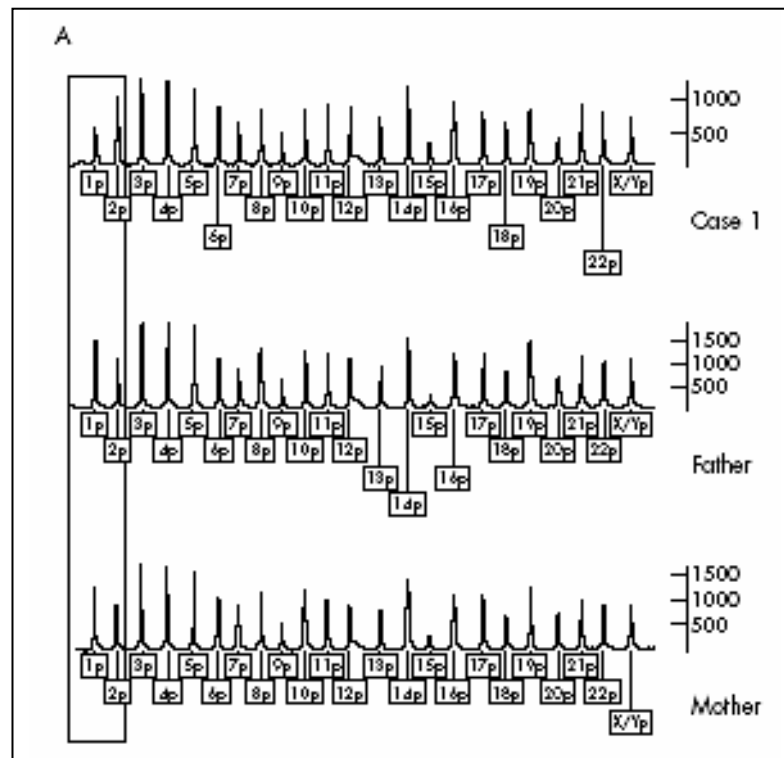 A
1000
500
1p 3p 5p 7p 9p 11p 13p 15p 17p 19p 21p X/Yp
2p 4p 8p 10p 12p 14p 16p 20p
6p 18p
Case 1
22p
1500
1000
500
1p 3p 5p 7p 9p 11p 15p 17p 19p 21p X/Yp
2p 4p 6p 8p 10p 12p 18p 20p 22p
13p 16p
Father
14p
1500
1000
500
1p 3p 5p 7p 9p 11p 13p 15p 17p 19p 21p
2p 4p 6p 8p 10p 12p 14p 16p 18p 20p 22p
Mother
X/Yp